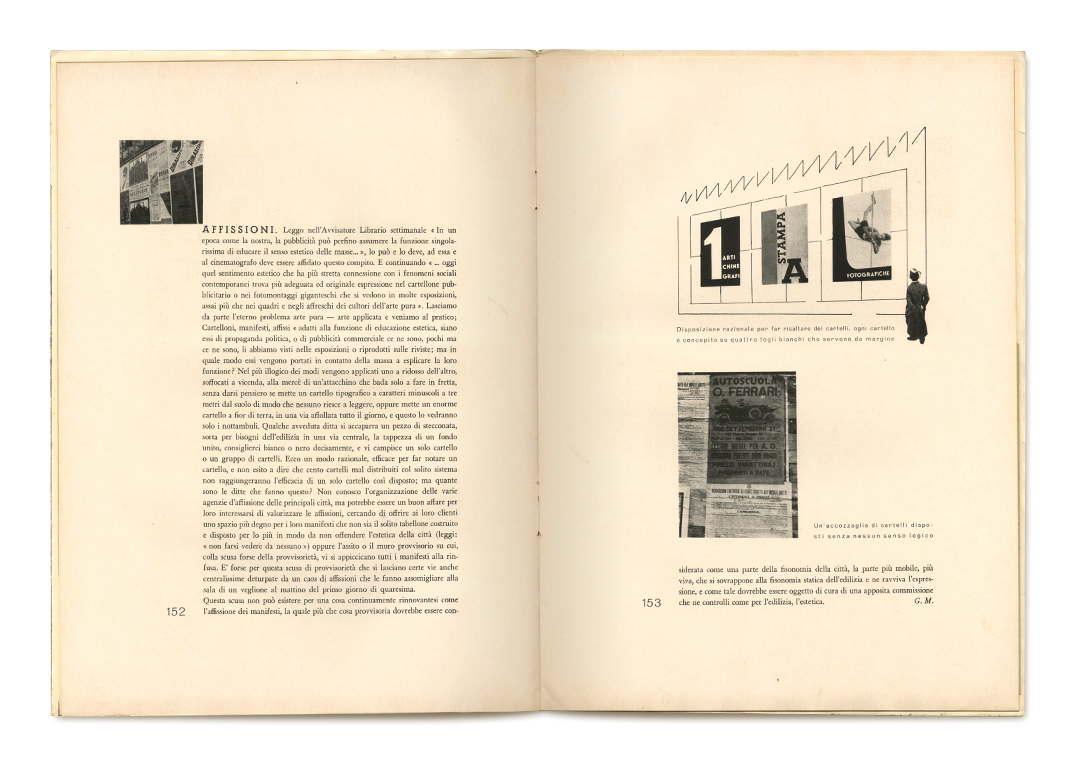 AFFISSIONI. Leggo nell'Avvisatore Librario settimanale « In un
epoca come la nostra, la pubblicità può perfino assumere la funzione singola-
rissima di educare il senso estetico delle masse... », lo può e lo deve, ad essa e
al cinematografo deve essere affidato questo compito. E continuando « ... oggi
quel sentimento estetico che ha più stretta connessione con i fenomeni sociali
contemporanei trova più adeguata ed originale espressione nel cartellone pub-
blicitario o nei fotomontaggi giganteschi che si vedono in molte esposizioni,
assai più che nei quadri e negli affreschi dei cultori dell'arte pura ». Lasciamo
da parte l'eterno problema arte pura — arte applicata e veniamo al pratico;
Cartelloni, manifesti, affissi « adatti alla funzione di educazione estetica, siano
essi di propaganda politica, o di pubblicità commerciale ce ne sono, pochi ma
ce ne sono, li abbiamo visti nelle esposizioni o riprodotti sulle riviste; ma in
quale modo essi vengono portati in contatto della massa a esplicare la loro
funzione? Nel più illogico dei modi vengono applicati uno a ridosso dell'altro,
soffocati a vicenda, alla mercè di un'attacchino che bada solo a fare in fretta,
senza darsi pensiero se mette un cartello tipografico a caratteri minuscoli a tre
metri dal suolo di modo che nessuno riesce a leggere, oppure mette un enorme
cartello a fior di terra, in una via affollata tutto il giorno, e questo lo vedranno
solo i nottambuli. Qualche avveduta ditta si accaparra un pezzo di stecconata,
sorta per bisogni dell'edilizia in una via centrale, la tappezza di un fondo
unito, consiglierei bianco o nero decisamente, e vi campisce un solo cartello
o un gruppo di cartelli. Ecco un modo razionale, efficace per far notare un
cartello, e non esito a dire che cento cartelli mal distribuiti col solito sistema
non raggiungeranno l'efficacia di un solo cartello così disposto; ma quante
sono le ditte che fanno questo? Non conosco l'organizzazione delle varie
agenzie d'affissione delle principali città, ma potrebbe essere un buon affare per
loro interessarsi di valorizzare le affissioni, cercando di offrire ai loro clienti
uno spazio più degno per i loro manifesti che non sia il solito tabellone costruito
e disposto per lo più in modo da non offendere l'estetica della città (leggi:
« non farsi vedere da nessuno ») oppure l'assito o il muro provvisorio su cui,
colla scusa forse della provvisorietà, vi si appiccicano tutti i manifesti alla rin-
fusa. E' forse per questa scusa di provvisorietà che si lasciano certe vie anche
centralissime deturpate da un caos di affissioni che le fanno assomigliare alla
sala di un veglione al mattino del primo giorno di quaresima.
Questa scusa non può esistere per una cosa continuamente rinnovantesi come
l'affissione dei manifesti, la quale più che cosa provvisoria dovrebbe essere con-
152
1
ARTI
CHINE
GRAFI
STAMPA
A
L
FOTOGRAFICHE
Disposizione razionale per far risaltare dei cartelli, ogni cartello
è concepito su quattro fogli bianchi che servono da margine
AUTOSCUOLA
O. FERRARI
VIA SETTEMBRINI
PREZZI IMBATTIBILI
Un'accozzaglia di cartelli dispo-
sti senza nessun senso logico
siderata come una parte della fisonomia della città, la parte più mobile, più
viva, che si sovrappone alla fisonomia statica dell'edilizia e ne ravviva l'espres-
sione, e come tale dovrebbe essere oggetto di cura di una apposita commissione
che ne controlli come per l'edilizia, l'estetica. G. M.
153